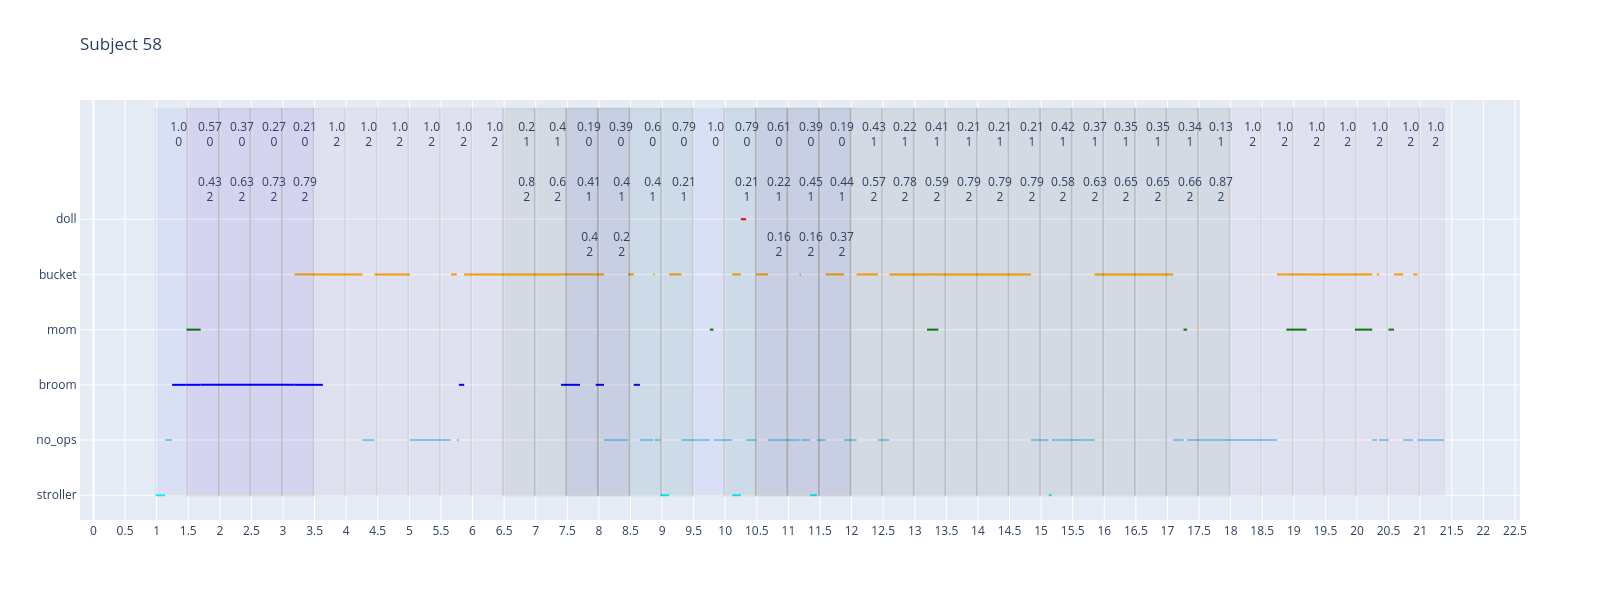 Subject 58
1.0 0.57 0.37 0.27 0.21 1.0 1.0 1.0 1.0 1.0 1.0 0.2 0.4 0.19 0.39 0.6 0.79 1.0 0.79 0.61 0.39 0.19 0.43 0.22 0.41 0.21 0.21 0.21 0.42 0.37 0.35 0.35 0.34 0.13 1.0 1.0 1.0 1.0 1.0 1.0 1.0
0 0 0 0 0 2 2 2 2 2 2 1 1 0 0 0 0 0 0 0 0 0 1 1 1 1 1 1 1 1 1 1 1 1 2 2 2 2 2 2 2
0.43 0.63 0.73 0.79 0.8 0.6 0.41 0.4 0.4 0.21 0.21 0.22 0.45 0.44 0.57 0.78 0.59 0.79 0.79 0.79 0.58 0.63 0.65 0.65 0.66 0.87
2 2 2 2 2 2 1 1 1 1 1 1 1 1 2 2 2 2 2 2 2 2 2 2 2 2
doll
0.4 0.2 0.16 0.16 0.37
2 2 2 2 2
bucket
mom
broom
no_ops
stroller
0 0.5 1 1.5 2 2.5 3 3.5 4 4.5 5 5.5 6 6.5 7 7.5 8 8.5 9 9.5 10 10.5 11 11.5 12 12.5 13 13.5 14 14.5 15 15.5 16 16.5 17 17.5 18 18.5 19 19.5 20 20.5 21 21.5 22 22.5